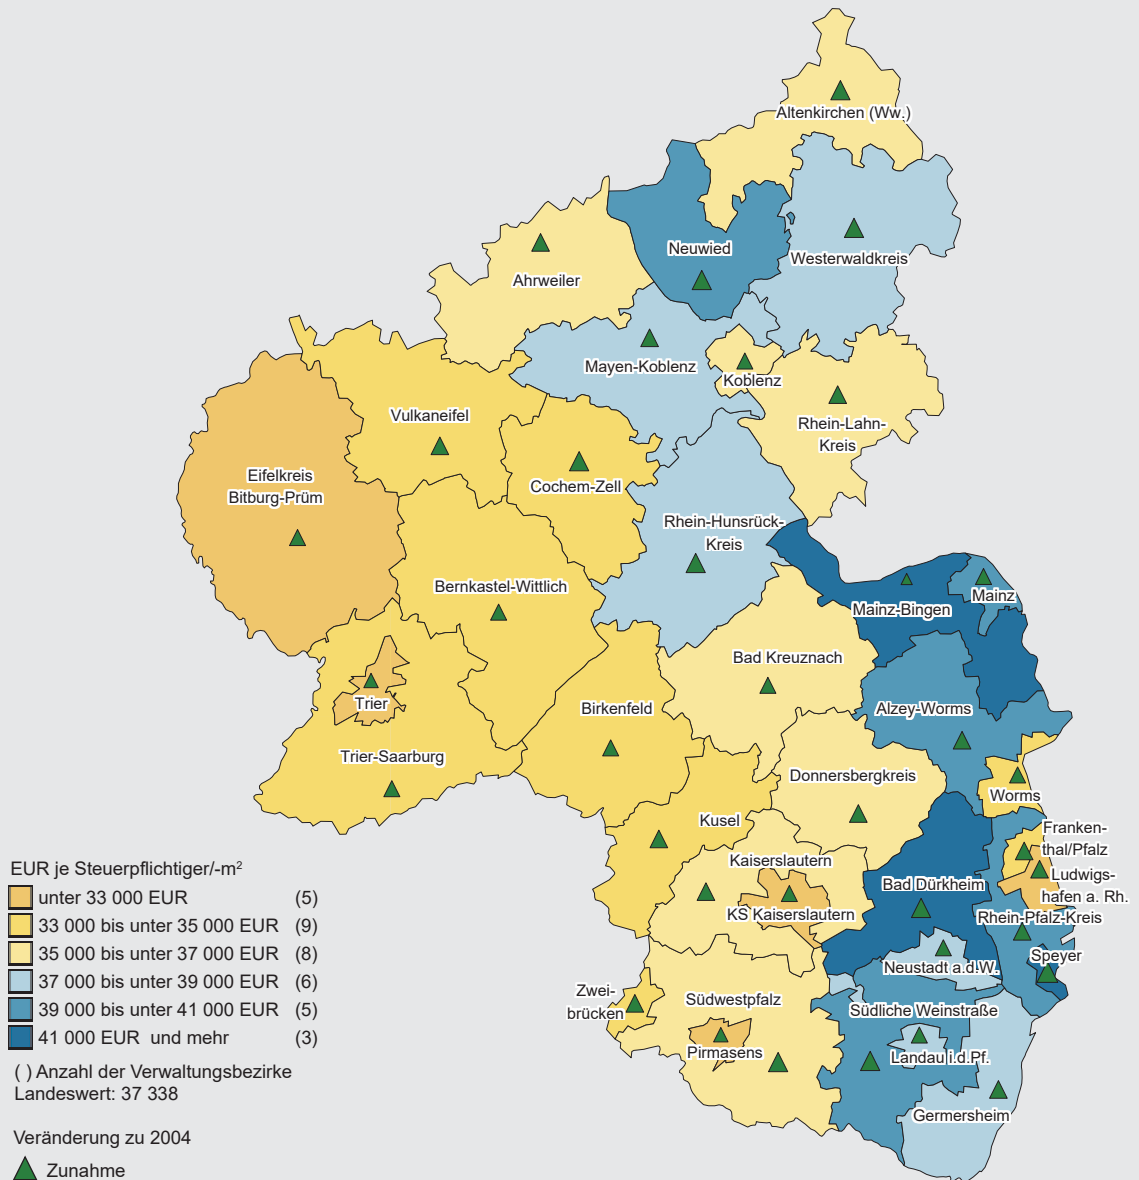 Altenkirchen (Ww.)
Neuwied
Westerwaldkreis
Ahrweiler
Mayen-Koblenz
Koblenz
Rhein-Lahn-
Kreis
Vulkaneifel
Eifelkreis
Bitburg-Prüm
Cochem-Zell
Rhein-Hunsrück-
Kreis
Bernkastel-Wittlich
Mainz-Bingen
Mainz
Bad Kreuznach
Trier
Birkenfeld
Alzey-Worms
Trier-Saarburg
Donnersbergkreis
Worms
Kusel
Franken-
thal/Pfalz
Kaiserslautern
Ludwigs-
hafen a. Rh.
Bad Dürkheim
KS Kaiserslautern
Rhein-Pfalz-Kreis
Speyer
Neustadt a.d.W.
Zwei-
brücken
Südwestpfalz
Südliche Weinstraße
Pirmasens
Landau i.d.Pf.
Germersheim
EUR je Steuerpflichtiger/-m²
unter 33 000 EUR (5)
33 000 bis unter 35 000 EUR (9)
35 000 bis unter 37 000 EUR (8)
37 000 bis unter 39 000 EUR (6)
39 000 bis unter 41 000 EUR (5)
41 000 EUR und mehr (3)
( ) Anzahl der Verwaltungsbezirke
Landeswert: 37 338
Veränderung zu 2004
Zunahme